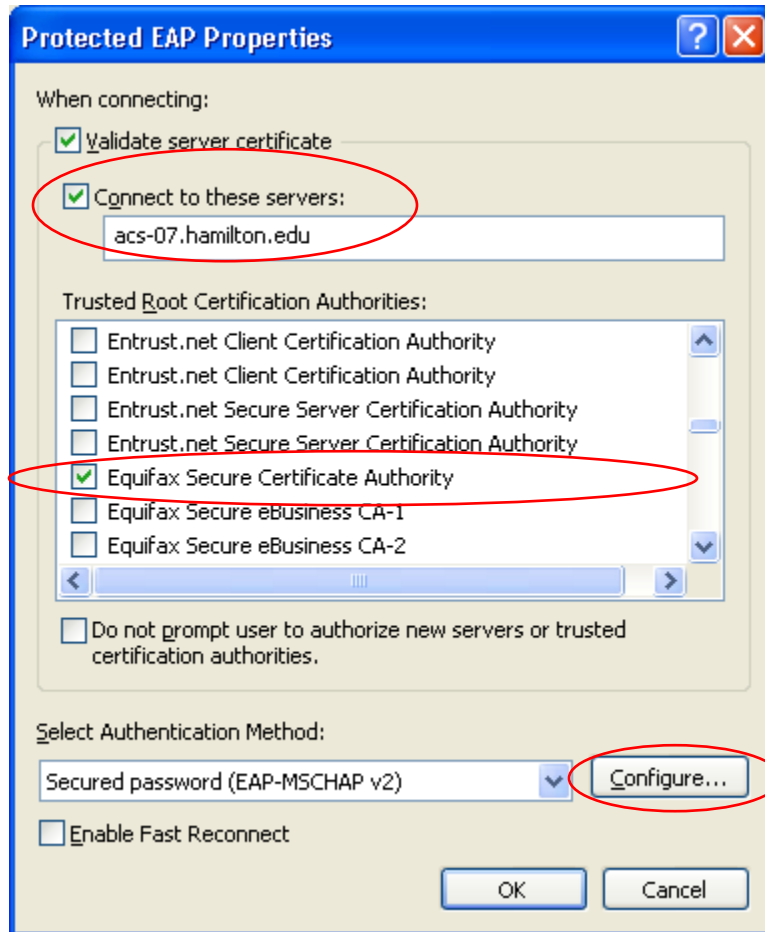 Protected EAP Properties
When connecting:
Validate server certificate
Connect to these servers:
acs-07.hamilton.edu
Trusted Root Certification Authorities:
Entrust.net Client Certification Authority
Entrust.net Client Certification Authority
Entrust.net Secure Server Certification Authority
Entrust.net Secure Server Certification Authority
Equifax Secure Certificate Authority
Equifax Secure eBusiness CA-1
Equifax Secure eBusiness CA-2
Do not prompt user to authorize new servers or trusted
certification authorities.
Select Authentication Method:
Secured password (EAP-MSCHAP v2)
Configure...
Enable Fast Reconnect
OK Cancel